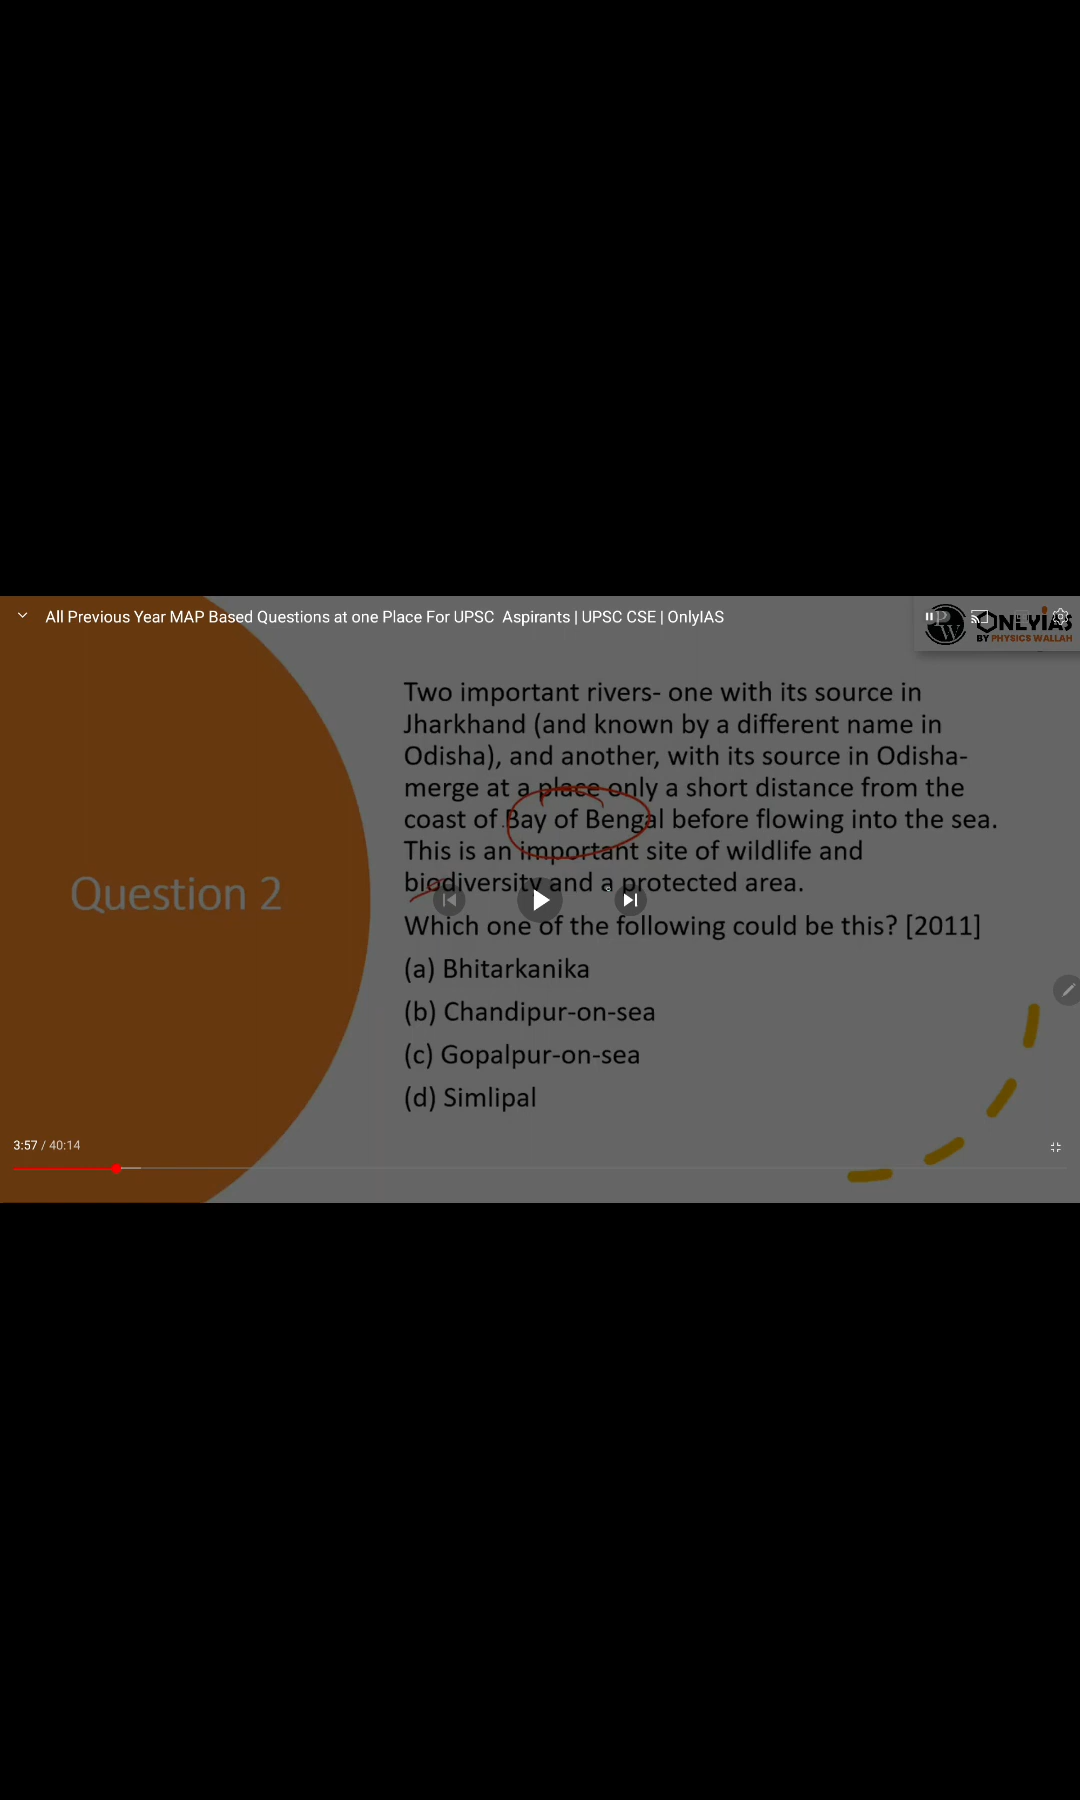 All Previous Year MAP Based Questions at one Place For UPSC Aspirants | UPSC CSE | OnlyIAS
ONLYIAS
BY PHYSICS WALLAH
Two important rivers- one with its source in
Jharkhand (and known by a different name in
Odisha), and another, with its source in Odisha-
merge at a place only a short distance from the
coast of Bay of Bengal before flowing into the sea.
This is an important site of wildlife and
biodiversity and a protected area.
Question 2
Which one of the following could be this? [2011]
(a) Bhitarkanika
(b) Chandipur-on-sea
(c) Gopalpur-on-sea
(d) Simlipal
3:57 / 40:14